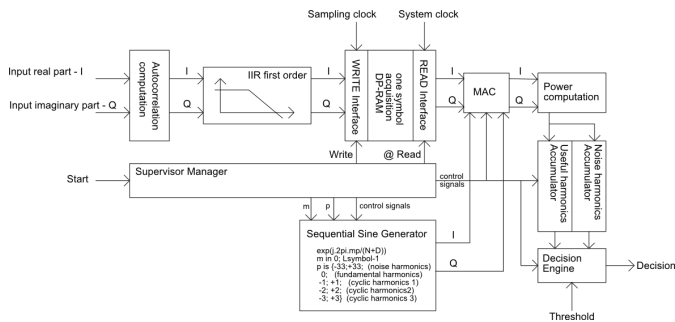 Sampling clock
System clock
Input real part - I
Input imaginary part - Q
Autocorrelation
computation
I
Q
IIR first order
I
Q
WRITE Interface
one symbol
acquisition
DP-RAM
READ Interface
I
Q
MAC
I
Q
Power
computation
Write
@ Read
Start
Supervisor Manager
control
signals
Useful harmonics
Accumulator
Noise harmonics
Accumulator
m
p
control signals
Sequential Sine Generator
exp(j.2pi.mp/(N+D))
m in 0; Lsymbol-1
p is {-33;+33; (noise harmonics)
0; (fundamental harmonics)
-1; +1; (cyclic harmonics 1)
-2; +2; (cyclic harmonics2)
-3; +3} (cyclic harmonics 3)
I
Q
Decision
Engine
Decision
Threshold